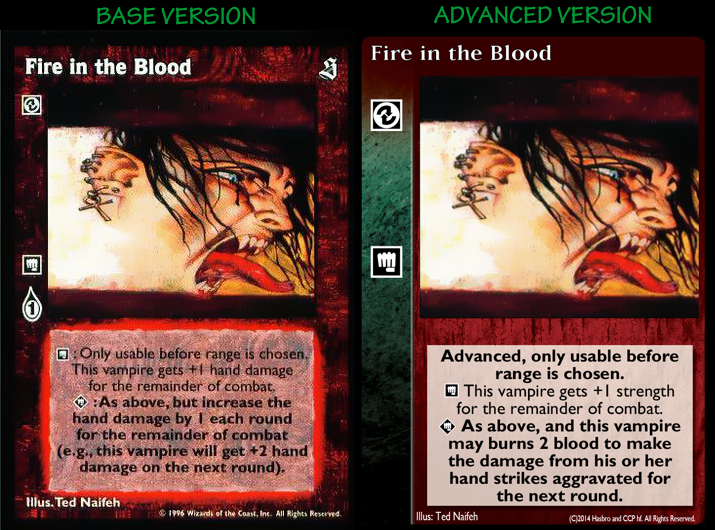 BASE VERSION
ADVANCED VERSION
Fire in the Blood
:Only usable before range is chosen.
This vampire gets +1 hand damage
for the remainder of combat.
:As above, but increase the
hand damage by 1 each round
for the remainder of combat
(e.g., this vampire will get +2 hand
damage on the next round).
1
Illus. Ted Naifeh
© 1996 Wizards of the Coast, Inc. All Rights Reserved.
Fire in the Blood
Advanced, only usable before
range is chosen.
This vampire gets +1 strength
for the remainder of combat.
As above, and this vampire
may burns 2 blood to make
the damage from his or her
hand strikes aggravated for
the next round.
Illus: Ted Naifeh
(C)2014 Hasbro and CCP hf. All Rights Reserved.